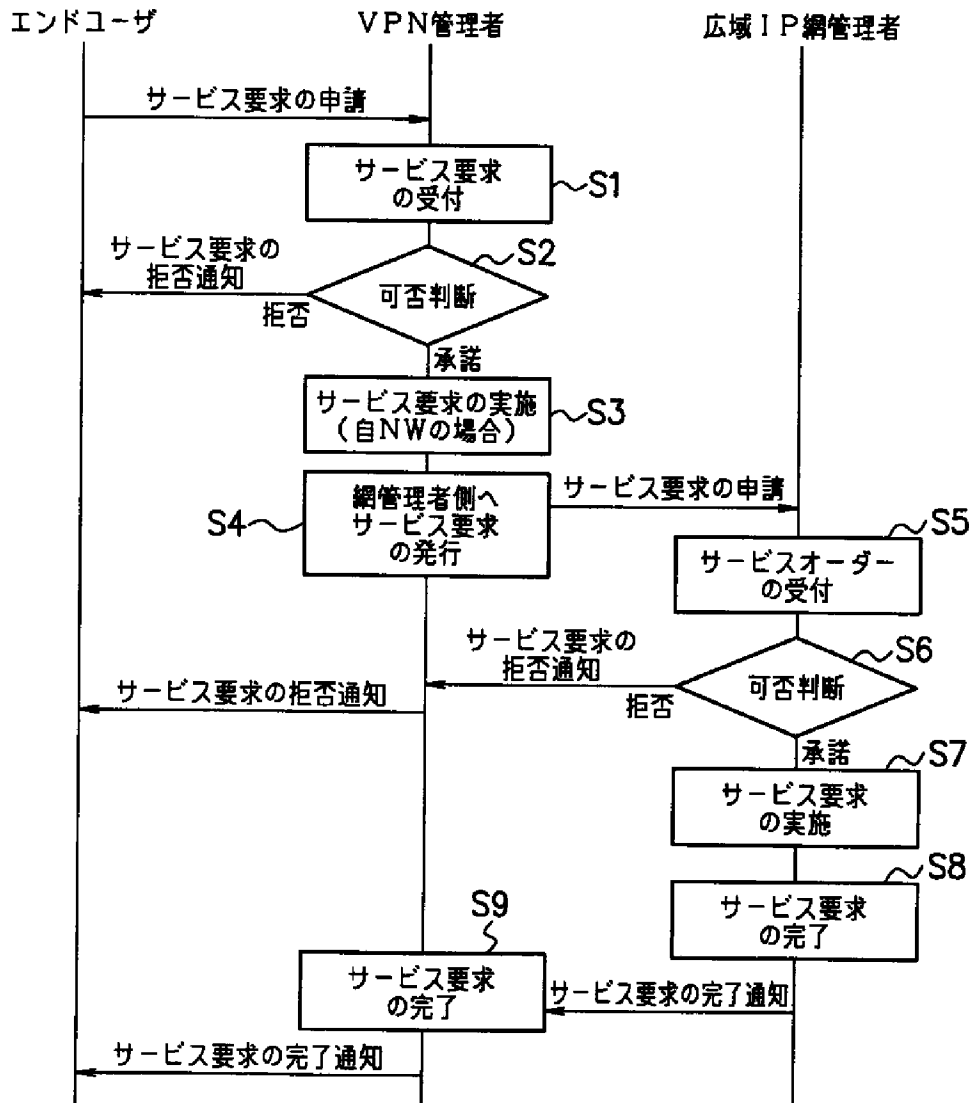 エンドユーザ
VPN管理者
広域IP網管理者
サービス要求の申請
サービス要求
の受付
S1
サービス要求の
拒否通知
S2
可否判断
拒否
承諾
サービス要求の実施
(自NWの場合)
S3
網管理者側へ
サービス要求
の発行
S4
サービス要求の申請
S5
サービスオーダー
の受付
サービス要求の
拒否通知
S6
可否判断
拒否
サービス要求の拒否通知
承諾
S7
サービス要求
の実施
S8
サービス要求
の完了
S9
サービス要求
の完了
サービス要求の完了通知
サービス要求の完了通知